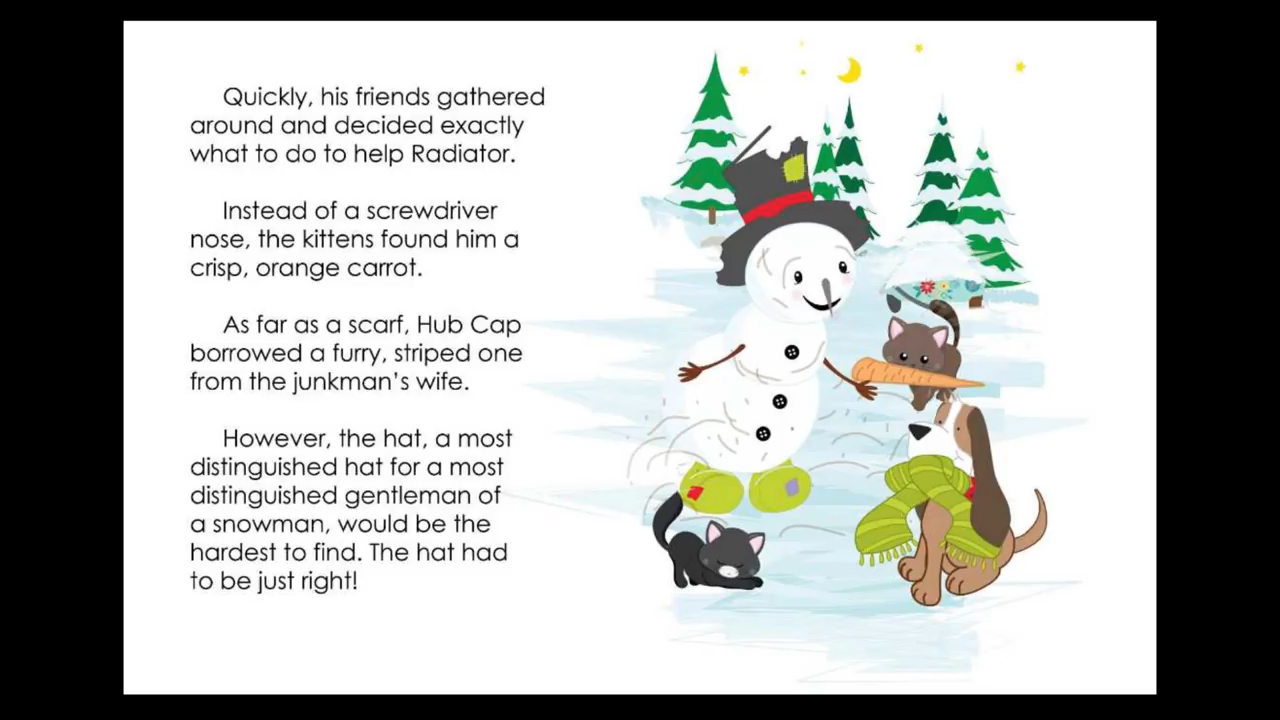 Quickly, his friends gathered
around and decided exactly
what to do to help Radiator.
Instead of a screwdriver
nose, the kittens found him a
crisp, orange carrot.
As far as a scarf, Hub Cap
borrowed a furry, striped one
from the junkman's wife.
However, the hat, a most
distinguished hat for a most
distinguished gentleman of
a snowman, would be the
hardest to find. The hat had
to be just right!